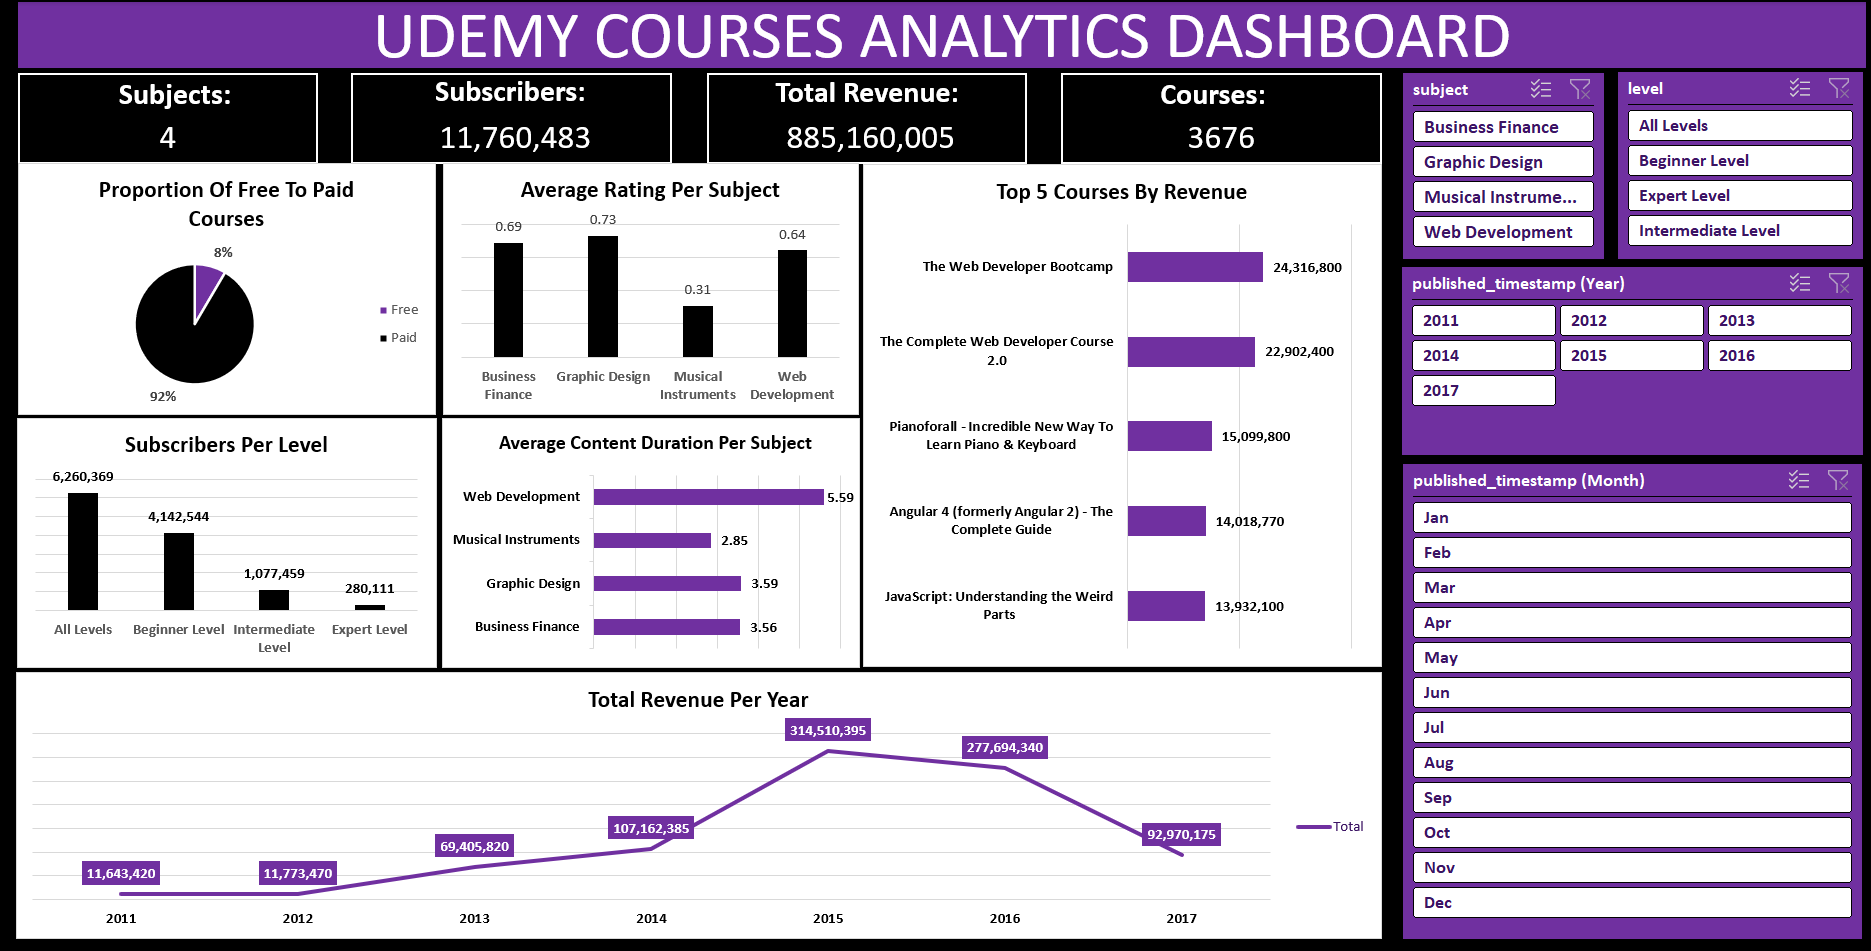 UDEMY COURSES ANALYTICS DASHBOARD
Subjects:
4
Subscribers:
11,760,483
Total Revenue:
885,160,005
Courses:
3676
Proportion Of Free To Paid
Courses
8%
92%
Free
Paid
Average Rating Per Subject
0.69
0.73
0.31
0.64
Business
Finance
Graphic Design
Musical
Instruments
Web
Development
Top 5 Courses By Revenue
The Web Developer Bootcamp
24,316,800
The Complete Web Developer Course
2.0
22,902,400
Pianoforall - Incredible New Way To
Learn Piano & Keyboard
15,099,800
Angular 4 (formerly Angular 2) - The
Complete Guide
14,018,770
JavaScript: Understanding the Weird
Parts
13,932,100
Subscribers Per Level
6,260,369
4,142,544
1,077,459
280,111
All Levels
Beginner Level
Intermediate
Level
Expert Level
Average Content Duration Per Subject
Web Development
5.59
Musical Instruments
2.85
Graphic Design
3.59
Business Finance
3.56
Total Revenue Per Year
11,643,420
11,773,470
69,405,820
107,162,385
314,510,395
277,694,340
92,970,175
Total
2011
2012
2013
2014
2015
2016
2017
subject
Business Finance
Graphic Design
Musical Instrume...
Web Development
level
All Levels
Beginner Level
Expert Level
Intermediate Level
published_timestamp (Year)
2011
2012
2013
2014
2015
2016
2017
published_timestamp (Month)
Jan
Feb
Mar
Apr
May
Jun
Jul
Aug
Sep
Oct
Nov
Dec